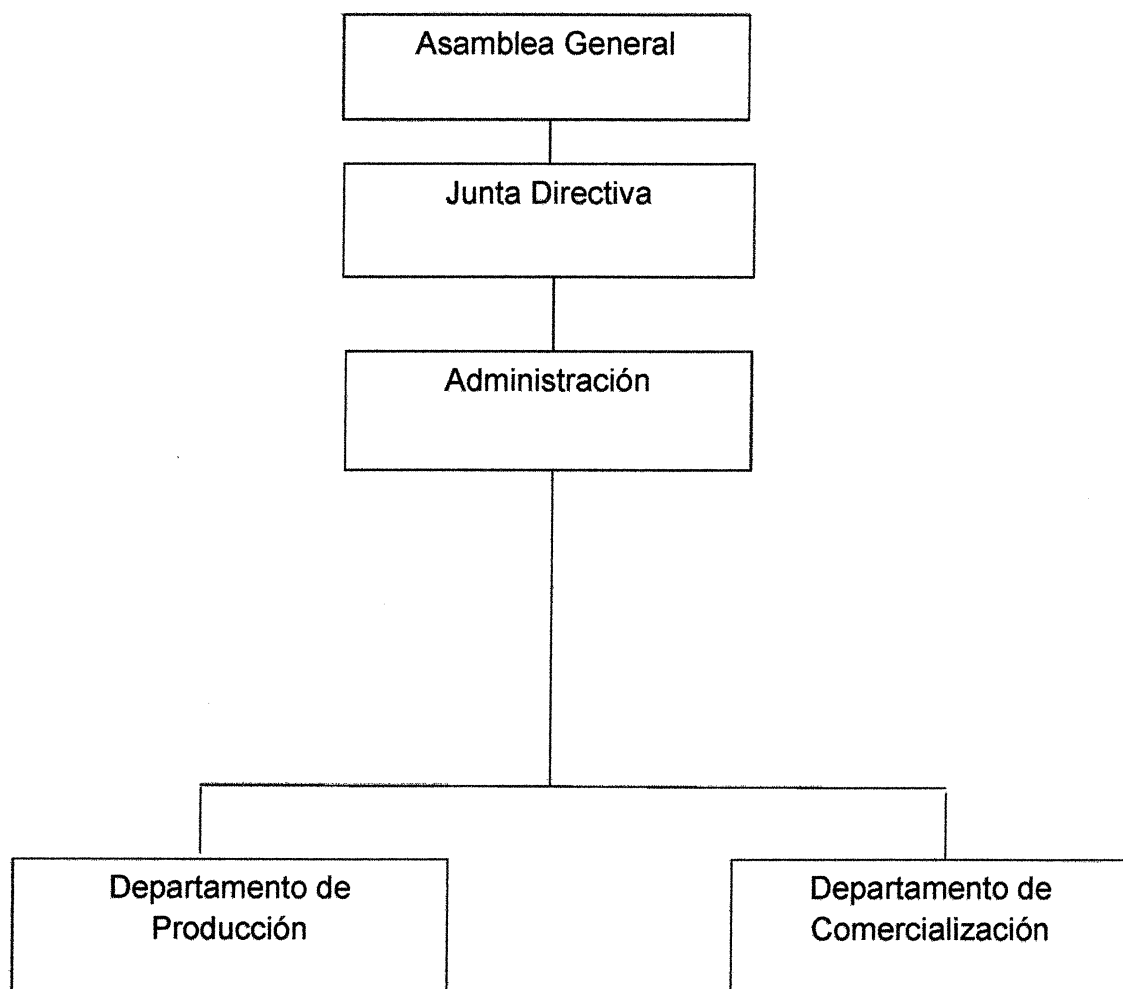 Asamblea General
Junta Directiva
Administración
Departamento de
Producción
Departamento de
Comercialización